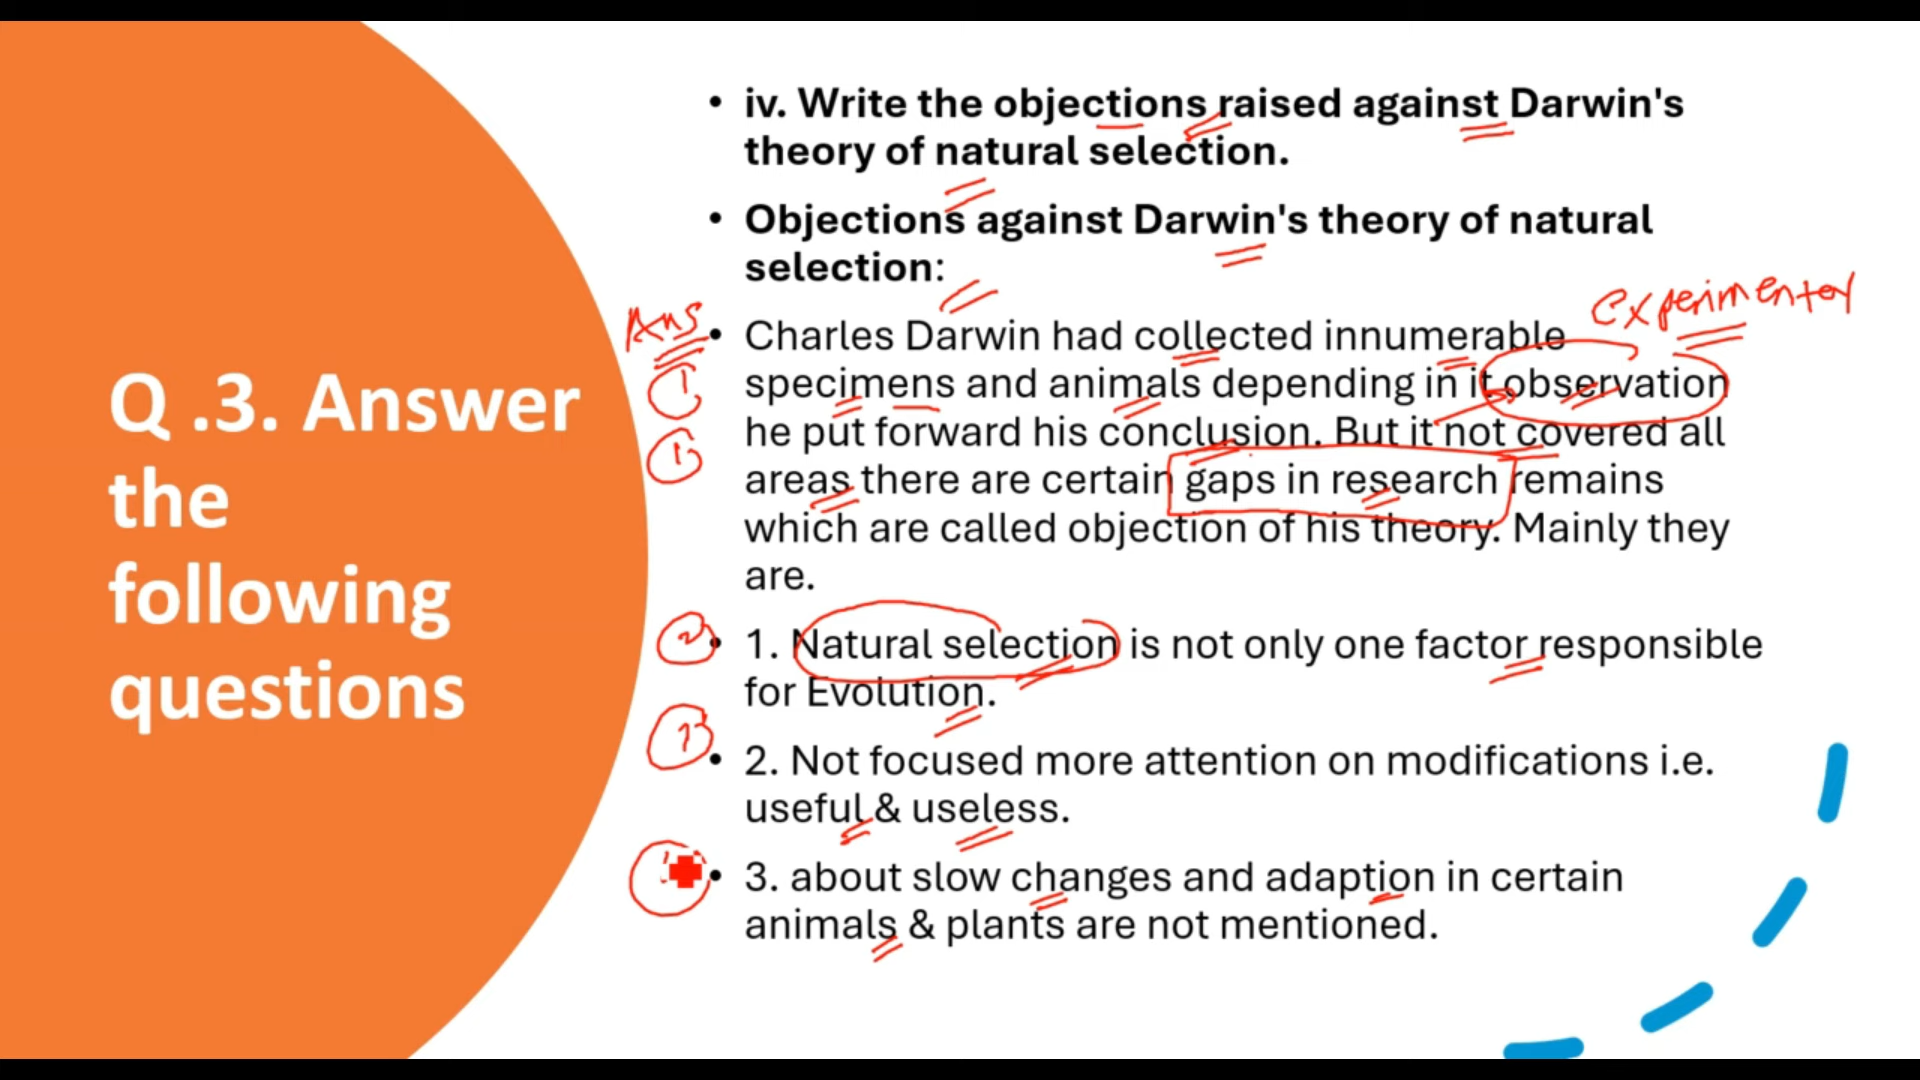 Q .3. Answer
the
following
questions
• iv. Write the objections raised against Darwin's
theory of natural selection.
• Objections against Darwin's theory of natural
selection:
Experimental
Ans
• Charles Darwin had collected innumerable
1
specimens and animals depending in it observation
he put forward his conclusion. But it not covered all
areas there are certain gaps in research remains
which are called objection of his theory. Mainly they
are.
2
• 1. Natural selection is not only one factor responsible
for Evolution.
• 2. Not focused more attention on modifications i.e.
useful & useless.
• 3. about slow changes and adaption in certain
animals & plants are not mentioned.